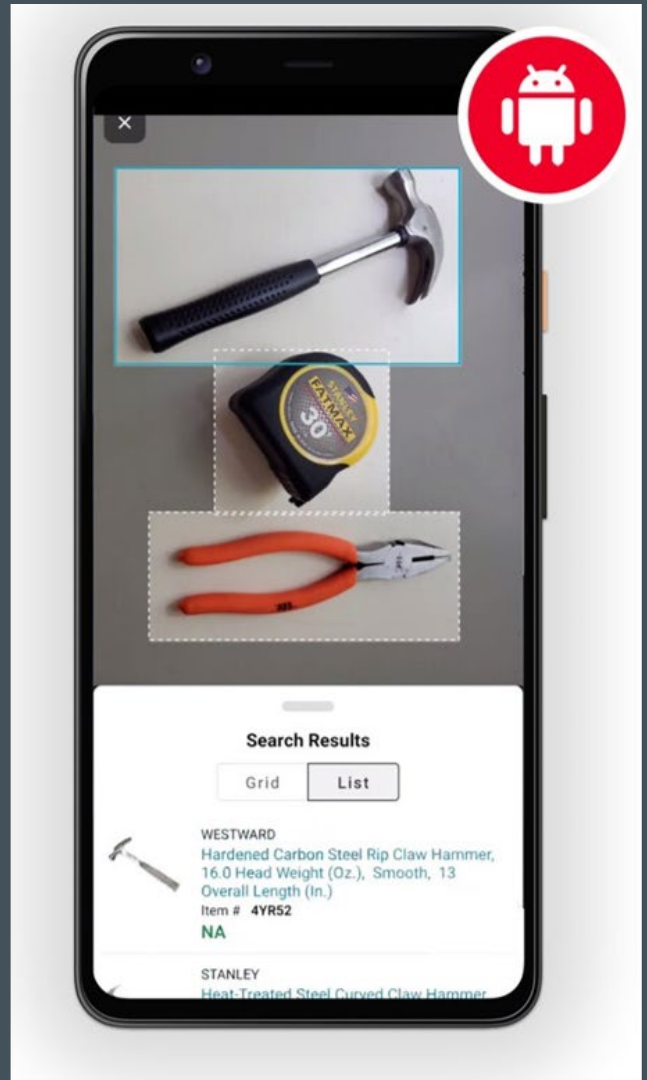 STANLEY
FATMAX
30'
Search Results
Grid List
WESTWARD
Hardened Carbon Steel Rip Claw Hammer,
16.0 Head Weight (Oz.), Smooth, 13
Overall Length (In.)
Item # 4YR52
NA
STANLEY
Heat-Treated Steel Curved Claw Hammer